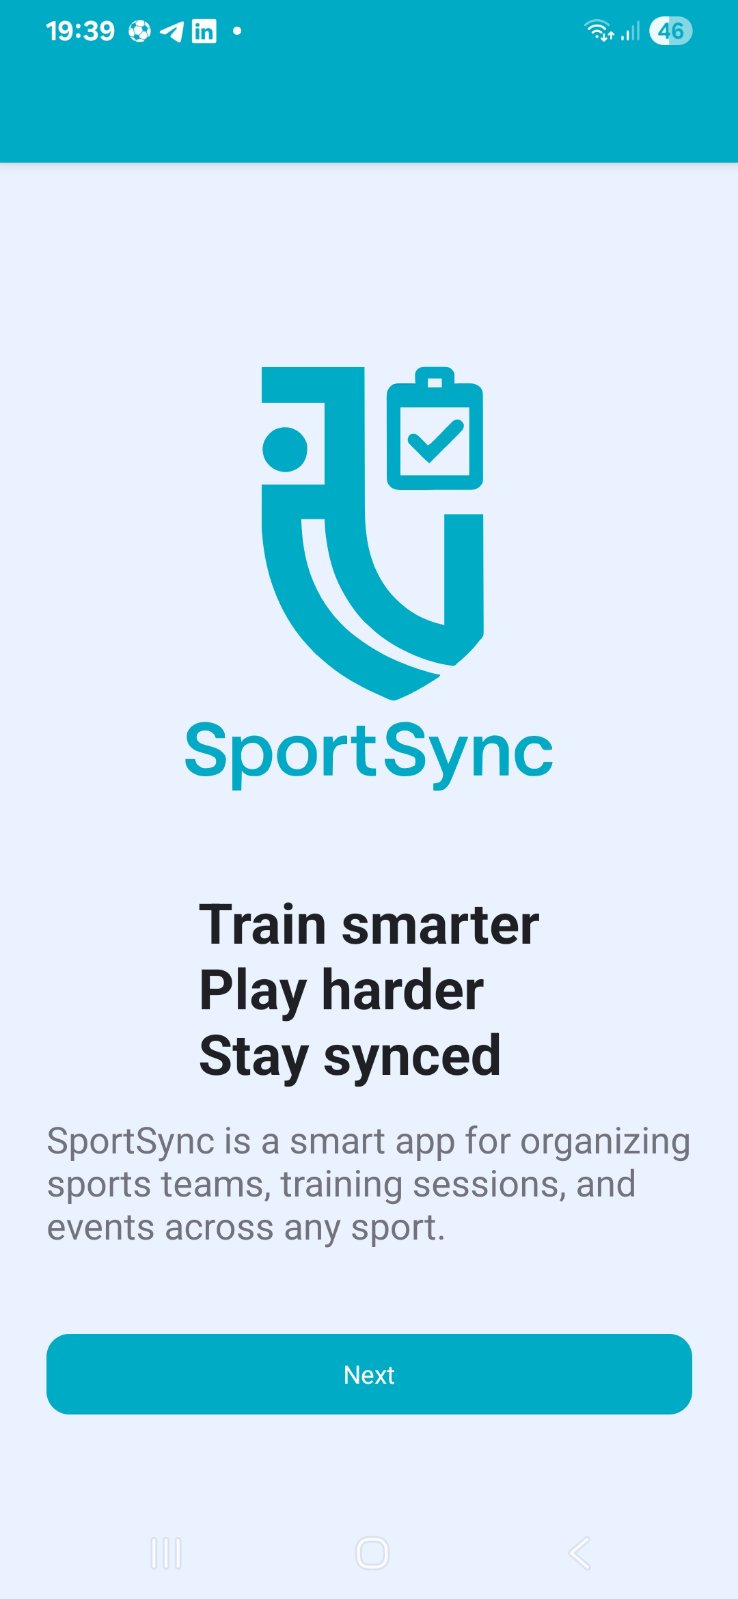 19:39
in
46
SportSync
Train smarter
Play harder
Stay synced
SportSync is a smart app for organizing
sports teams, training sessions, and
events across any sport.
Next